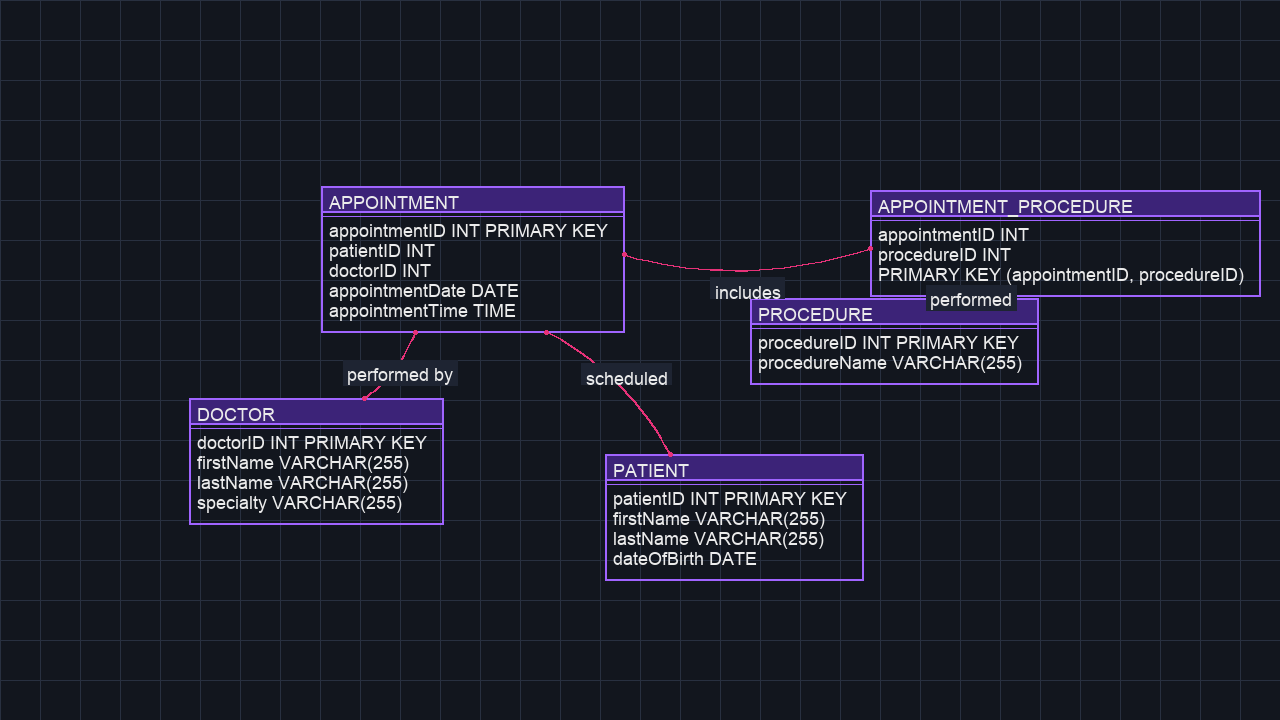 APPOINTMENT
appointmentID INT PRIMARY KEY
patientID INT
doctorID INT
appointmentDate DATE
appointmentTime TIME
APPOINTMENT_PROCEDURE
appointmentID INT
procedureID INT
PRIMARY KEY (appointmentID, procedureID)
includes
performed
PROCEDURE
procedureID INT PRIMARY KEY
procedureName VARCHAR(255)
performed by
scheduled
DOCTOR
doctorID INT PRIMARY KEY
firstName VARCHAR(255)
lastName VARCHAR(255)
specialty VARCHAR(255)
PATIENT
patientID INT PRIMARY KEY
firstName VARCHAR(255)
lastName VARCHAR(255)
dateOfBirth DATE